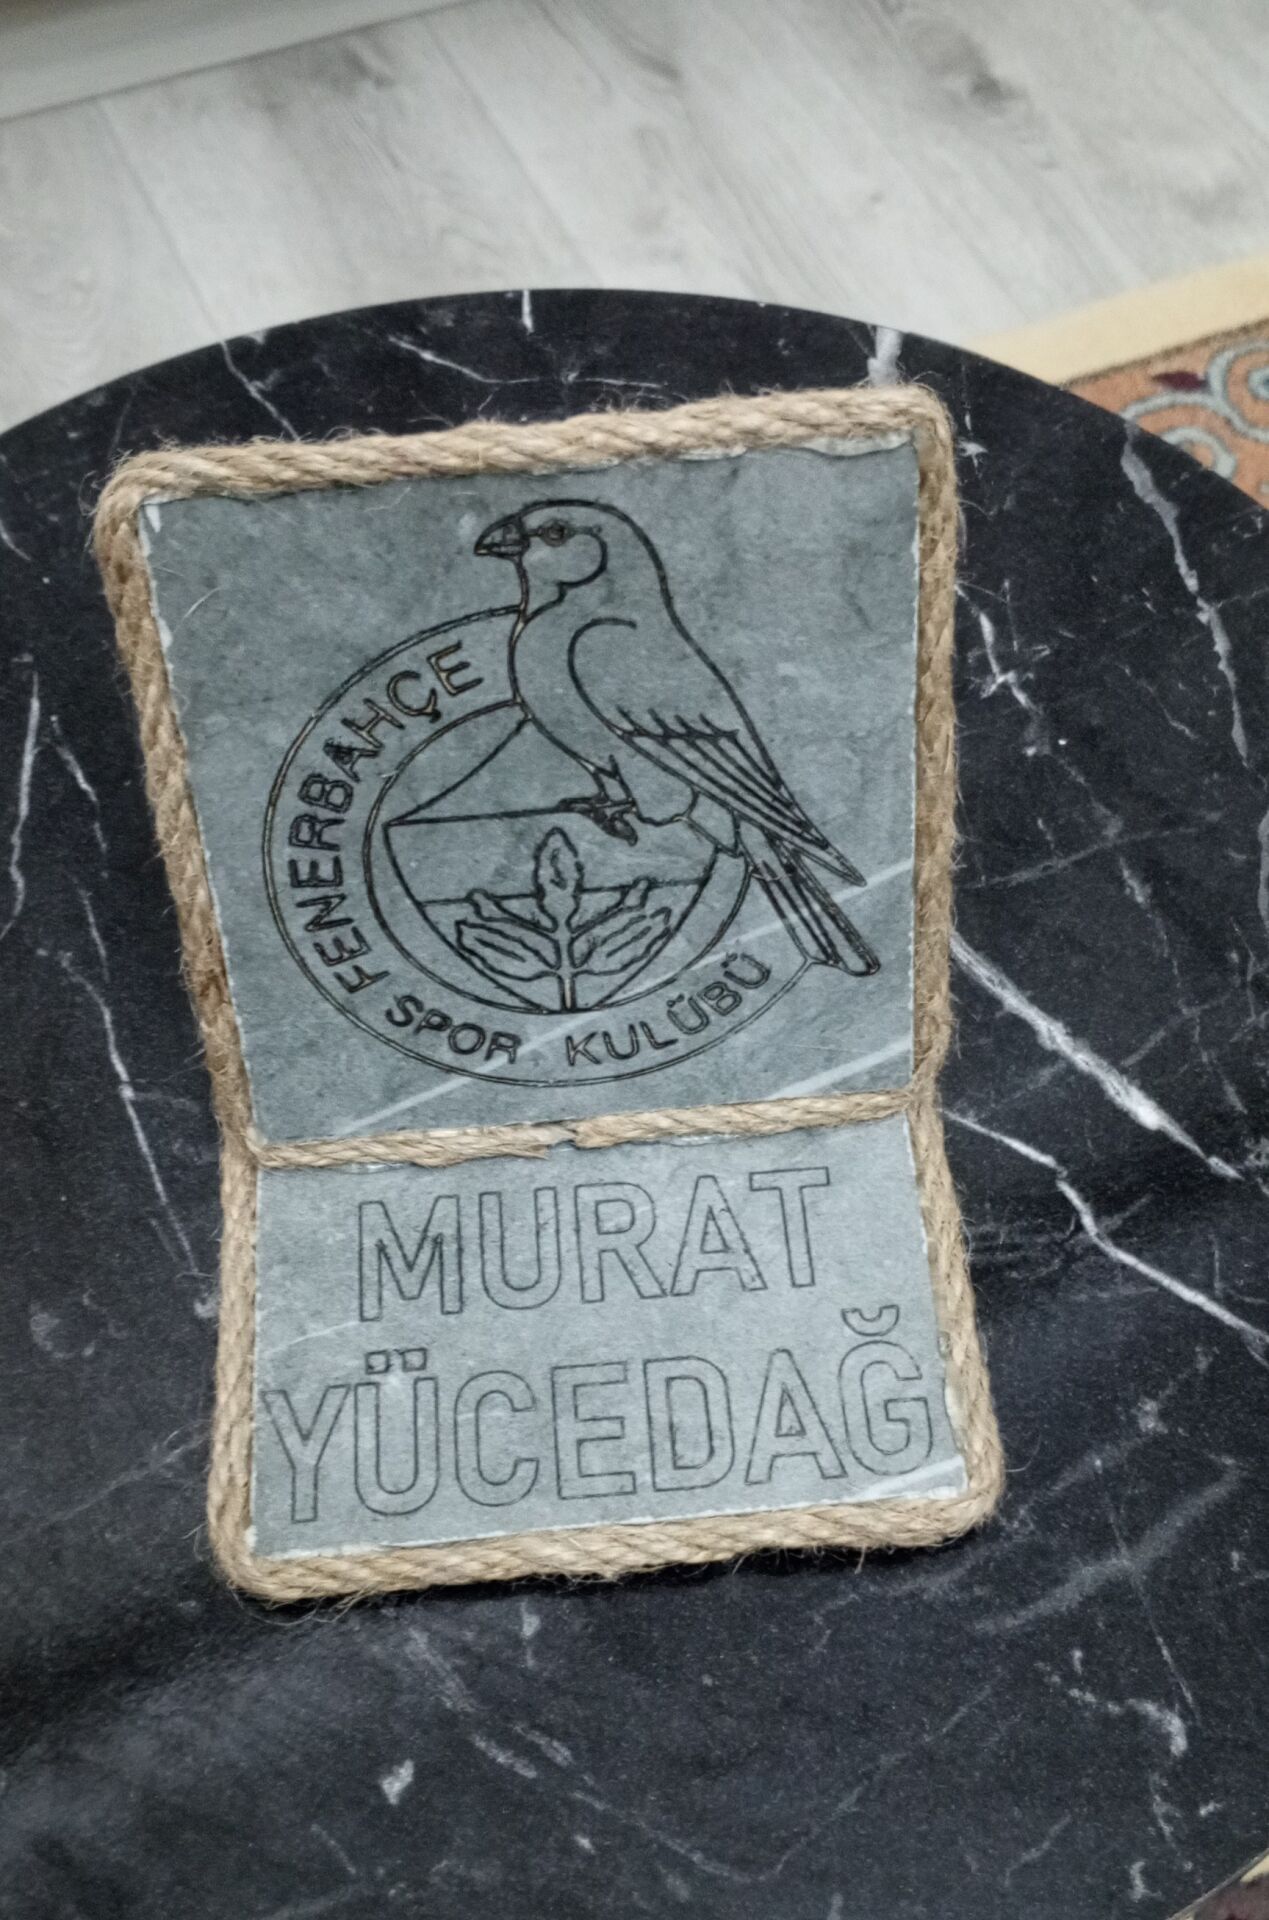 FENERBAHÇE
SPOR KULÜBÜ
MURAT
YÜCEDAĞ